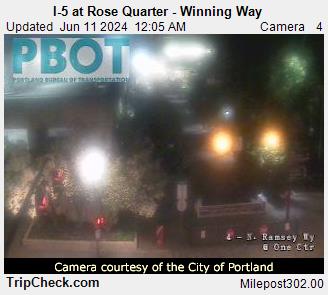 I-5 at Rose Quarter - Winning Way
Updated Jun 11 2024 12:05 AM Camera 4
PBOT
PORTLAND BUREAU OF TRANSPORTATION
4 - N. Ramsey Wy
@ One Ctr
Camera courtesy of the City of Portland
TripCheck.com Milepost302.00